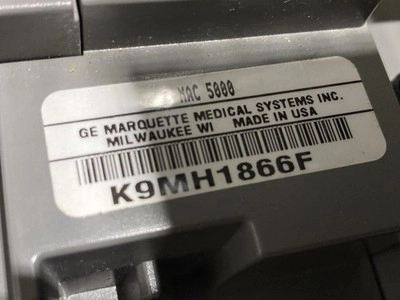 MAC 5000
GE MARQUETTE MEDICAL SYSTEMS INC.
MILWAUKEE WI MADE IN USA
K9MH1866F